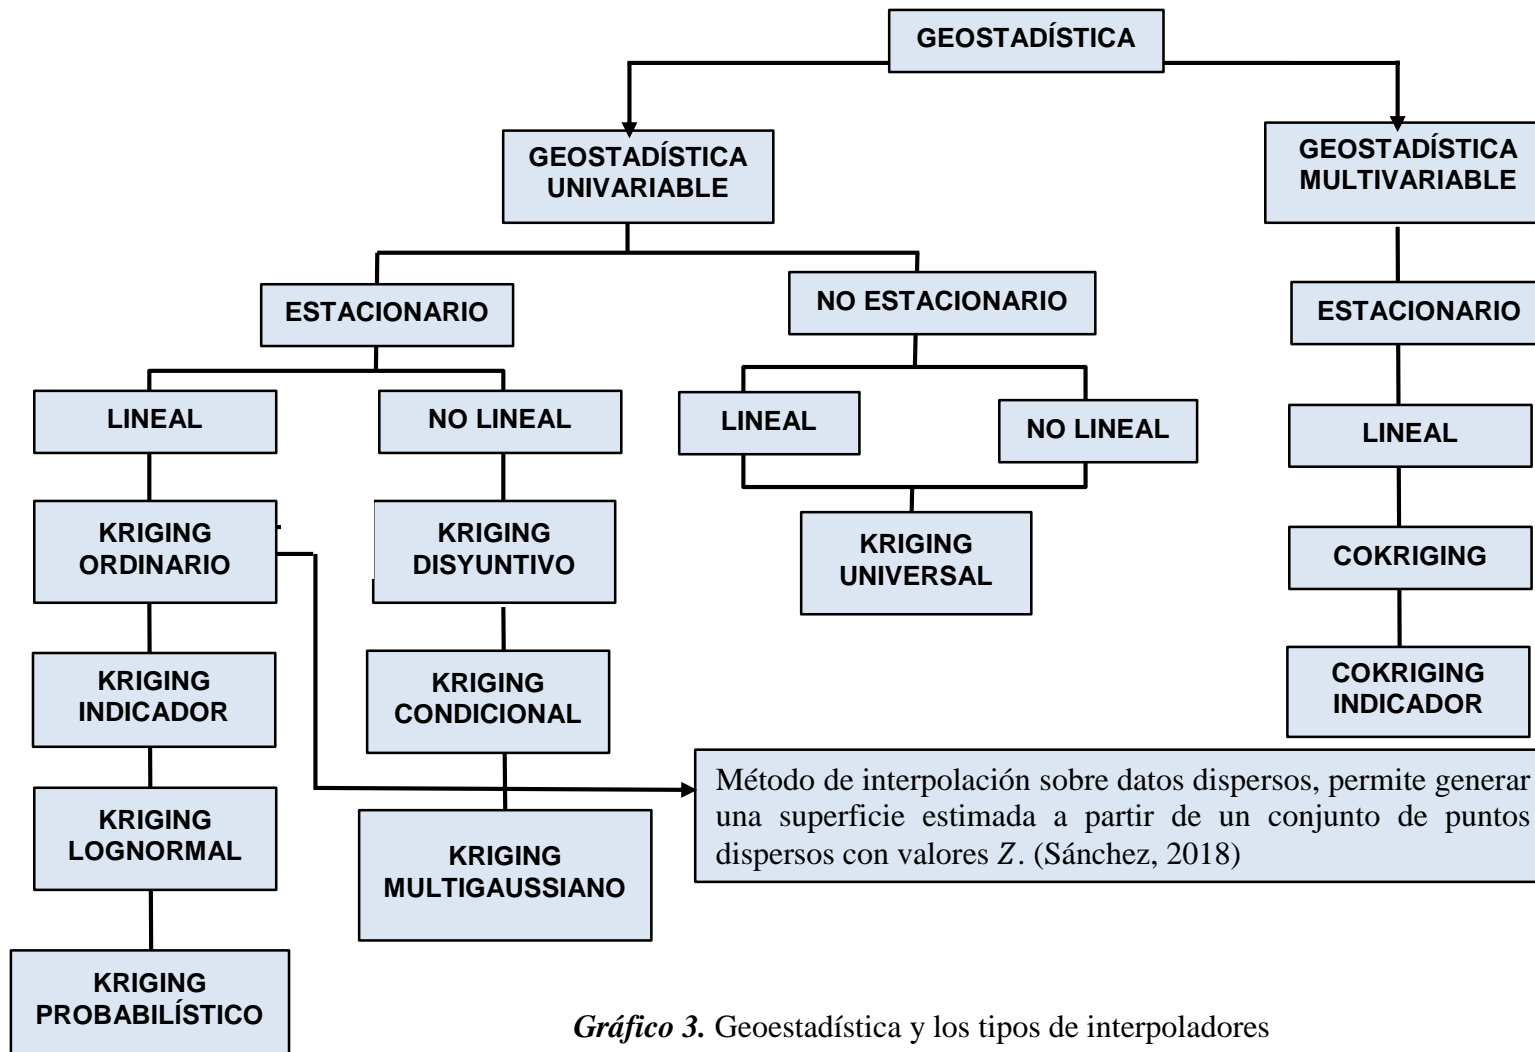 GEOSTADÍSTICA
GEOSTADÍSTICA
UNIVARIABLE
GEOSTADÍSTICA
MULTIVARIABLE
ESTACIONARIO
NO ESTACIONARIO
ESTACIONARIO
LINEAL
NO LINEAL
LINEAL
NO LINEAL
LINEAL
KRIGING
ORDINARIO
KRIGING
DISYUNTIVO
KRIGING
UNIVERSAL
COKRIGING
KRIGING
INDICADOR
KRIGING
CONDICIONAL
COKRIGING
INDICADOR
Método de interpolación sobre datos dispersos, permite generar
una superficie estimada a partir de un conjunto de puntos
dispersos con valores Z. (Sánchez, 2018)
KRIGING
LOGNORMAL
KRIGING
MULTIGAUSSIANO
KRIGING
PROBABILÍSTICO
Gráfico 3. Geoestadística y los tipos de interpoladores